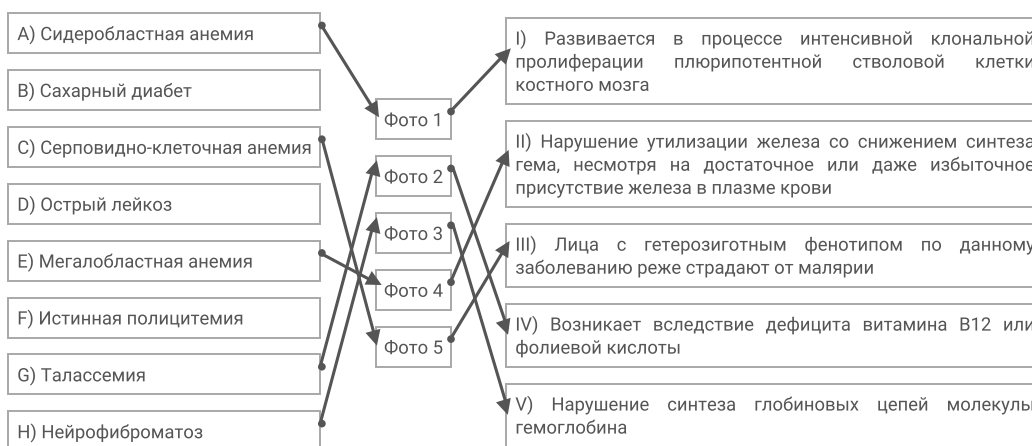 A) Сидеробластная анемия
B) Сахарный диабет
C) Серповидно-клеточная анемия
D) Острый лейкоз
E) Мегалобластная анемия
F) Истинная полицитемия
G) Талассемия
H) Нейрофиброматоз
Фото 1
Фото 2
Фото 3
Фото 4
Фото 5
I) Развивается в процессе интенсивной клональной
пролиферации плюрипотентной стволовой клетки
костного мозга
II) Нарушение утилизации железа со снижением синтеза
гема, несмотря на достаточное или даже избыточное
присутствие железа в плазме крови
III) Лица с гетерозиготным фенотипом по данному
заболеванию реже страдают от малярии
IV) Возникает вследствие дефицита витамина B12 или
фолиевой кислоты
V) Нарушение синтеза глобиновых цепей молекулы
гемоглобина